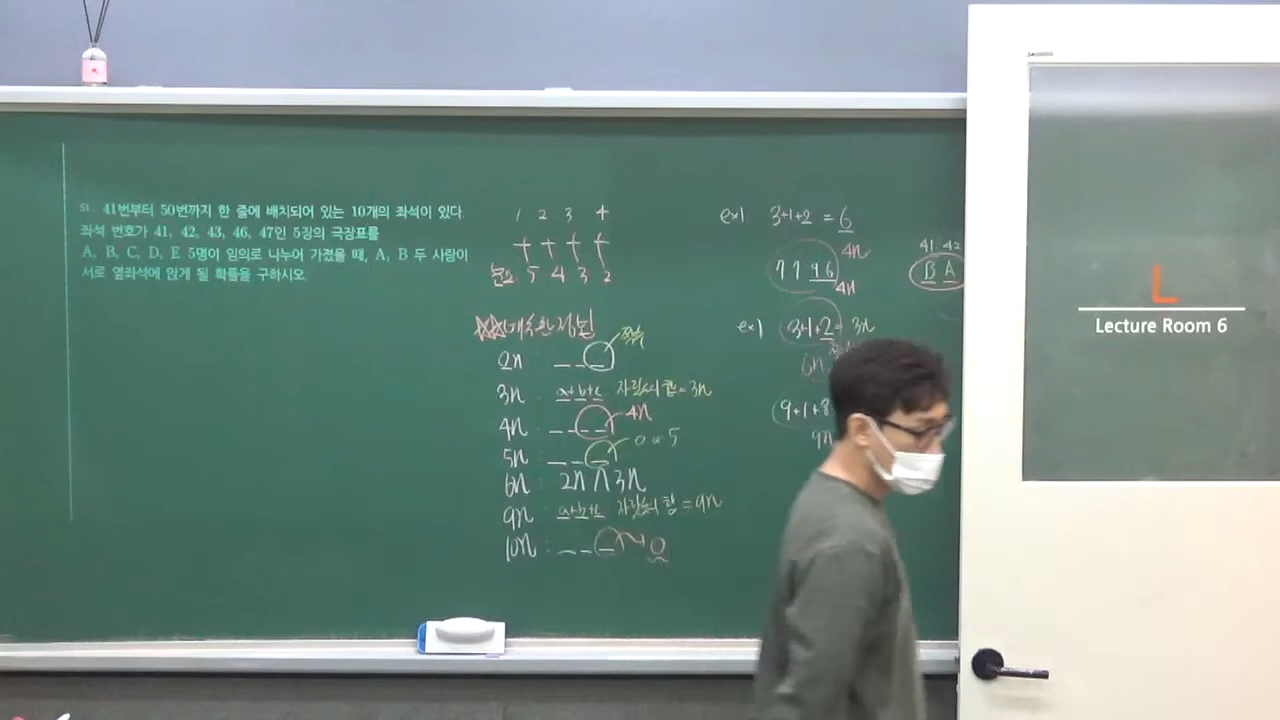 51. 41번부터 50번까지 한 줄에 배치되어 있는 10개의 좌석이 있다.
좌석 번호가 41, 42, 43, 46, 47인 5장의 극장표를
A, B, C, D, E 5명이 임의로 나누어 가졌을 때, A, B 두 사람이
서로 옆좌석에 앉게 될 확률을 구하시오.
1 2 3 4
5 4 3 2
2n
3n a+b+c 자릿수의 합 = 3n
4n 4n
5n 0 or 5
6n 2n ∩ 3n
9n a+b+c 자릿수의 합 = 9n
10n : 0
ex) 3+1+2 = 6
4n
7 7 9 6
4n
ex) 3+1+2 = 3n
6n
9+1+8
9n
41 42
B A
L
Lecture Room 6